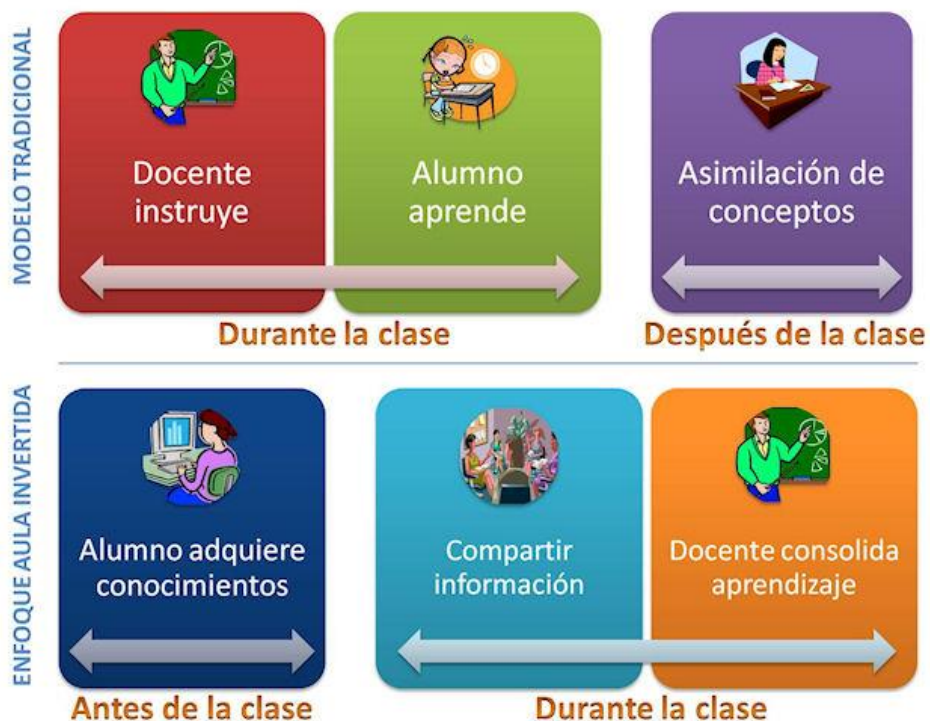 MODELO TRADICIONAL
Docente
instruye
Alumno
aprende
Asimilación de
conceptos
Durante la clase
Después de la clase
ENFOQUE AULA INVERTIDA
Alumno adquiere
conocimientos
Compartir
información
Docente consolida
aprendizaje
Antes de la clase
Durante la clase